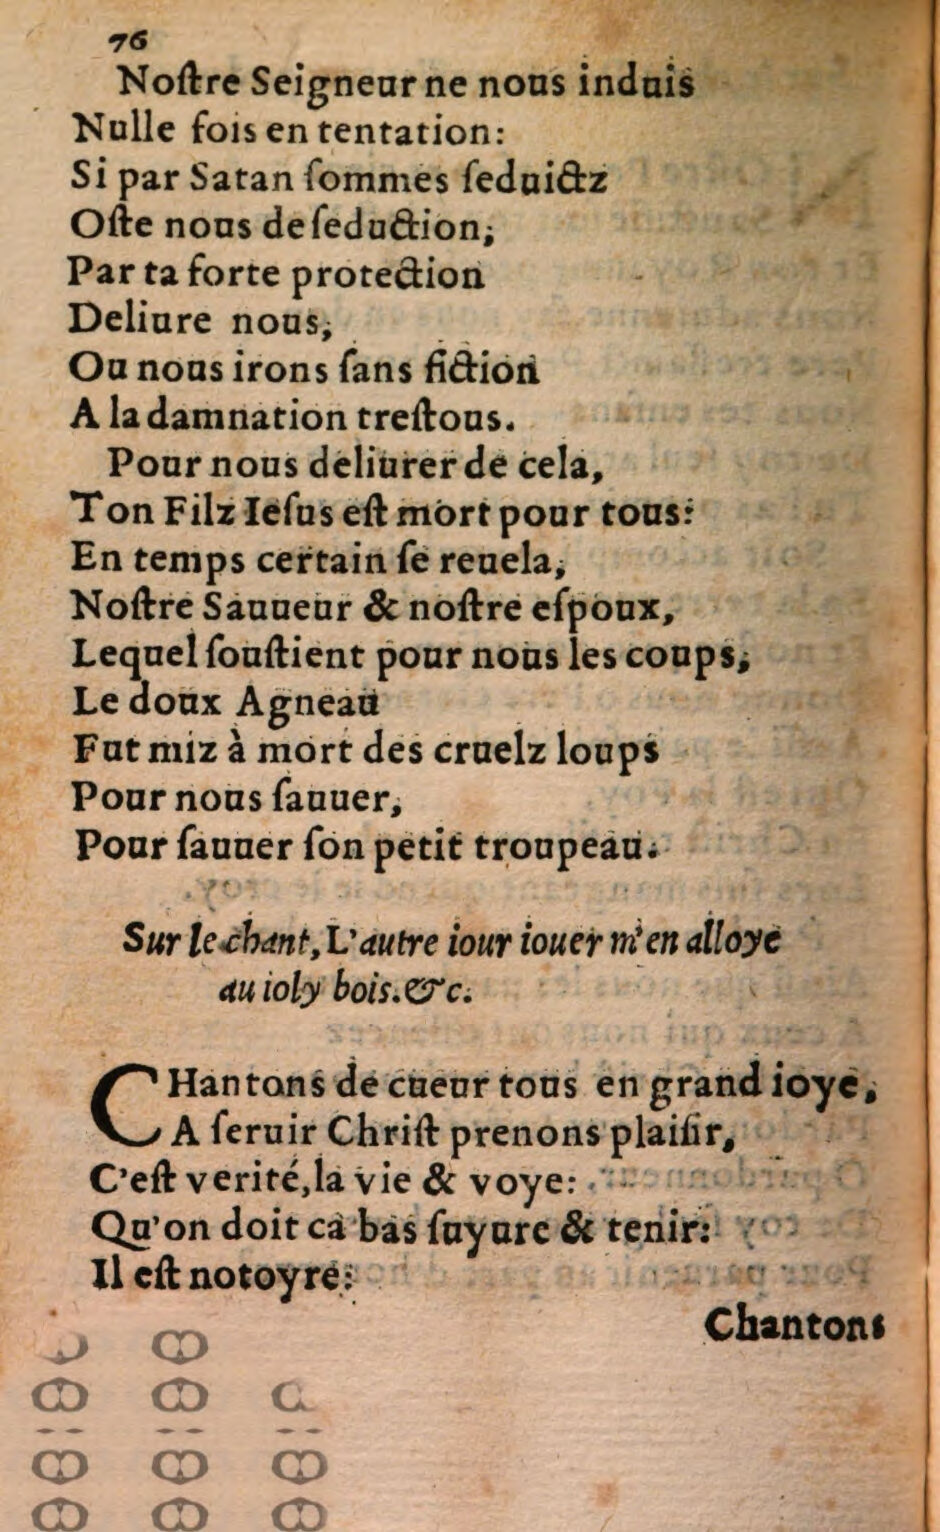 76
Noſtre Seigneur ne nous induis
Nulle fois en tentation:
Si par Satan ſommes ſeduictz
Oſte nous de ſeduction,
Par ta forte protection
Deliure nous,
Ou nous irons ſans fiction
A la damnation treſtous.
Pour nous deliurer de cela,
Ton Filz Ieſus eſt mort pour tous:
En temps certain ſe reuela,
Noſtre Sauueur & noſtre eſpoux,
Lequel ſouſtient pour nous les coups,
Le doux Agneau
Fut miz à mort des cruelz loups
Pour nous ſauuer,
Pour ſauuer ſon petit troupeau.
Sur le chant, L'autre iour iouer m'en alloye
au ioly bois. &c.
CHantons de cueur tous en grand ioye,
A ſeruir Chriſt prenons plaiſir,
C'eſt verité, la vie & voye:
Qu'on doit ca bas ſuyure & tenir:
Il eſt notoyre:
Chantons